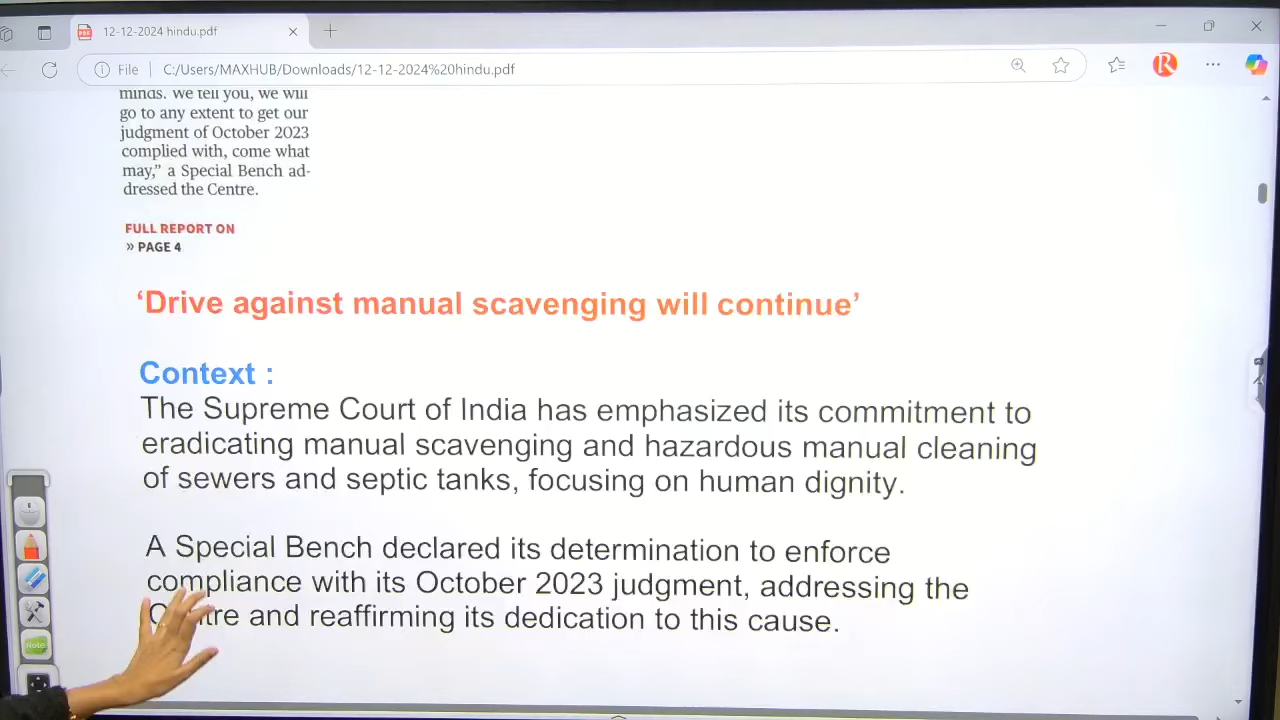 12-12-2024 hindu.pdf
File
C:/Users/MAXHUB/Downloads/12-12-2024%20hindu.pdf
minds. We tell you, we will
go to any extent to get our
judgment of October 2023
complied with, come what
may,” a Special Bench ad-
dressed the Centre.
FULL REPORT ON
» PAGE 4
‘Drive against manual scavenging will continue’
Context :
The Supreme Court of India has emphasized its commitment to
eradicating manual scavenging and hazardous manual cleaning
of sewers and septic tanks, focusing on human dignity.
A Special Bench declared its determination to enforce
compliance with its October 2023 judgment, addressing the
Centre and reaffirming its dedication to this cause.
Note